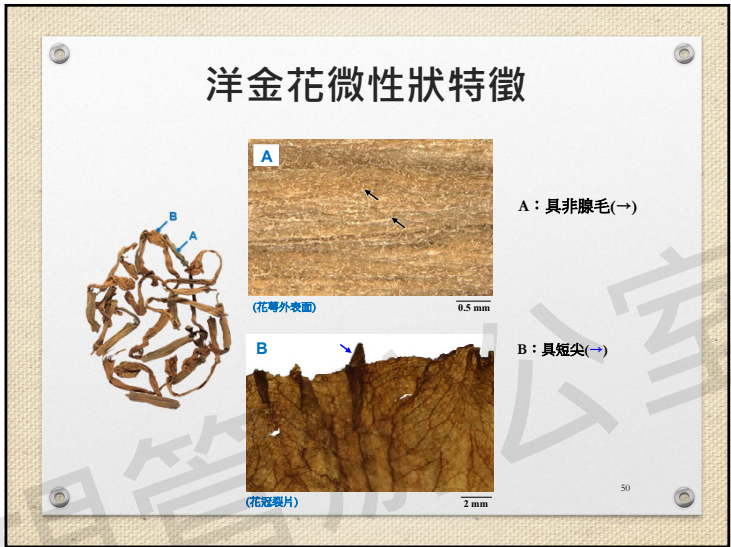 洋金花微性狀特徵
A
A：具非腺毛(→)
B
A
(花萼外表面)
0.5 mm
B
B：具短尖(→)
50
(花冠裂片)
2 mm